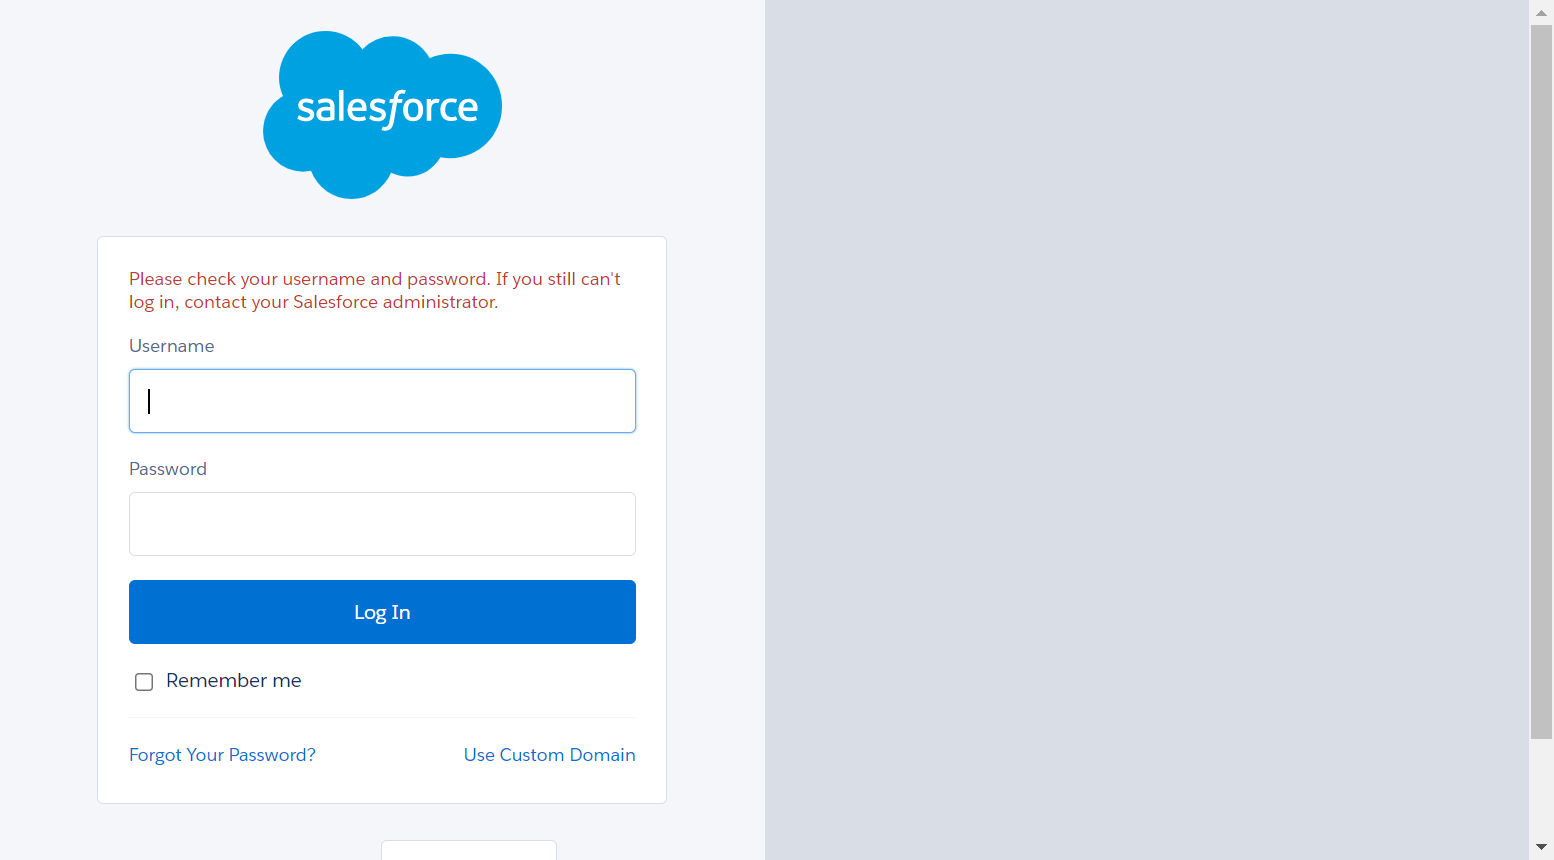 salesforce
Please check your username and password. If you still can't
log in, contact your Salesforce administrator.
Username
Password
Log In
Remember me
Forgot Your Password?
Use Custom Domain